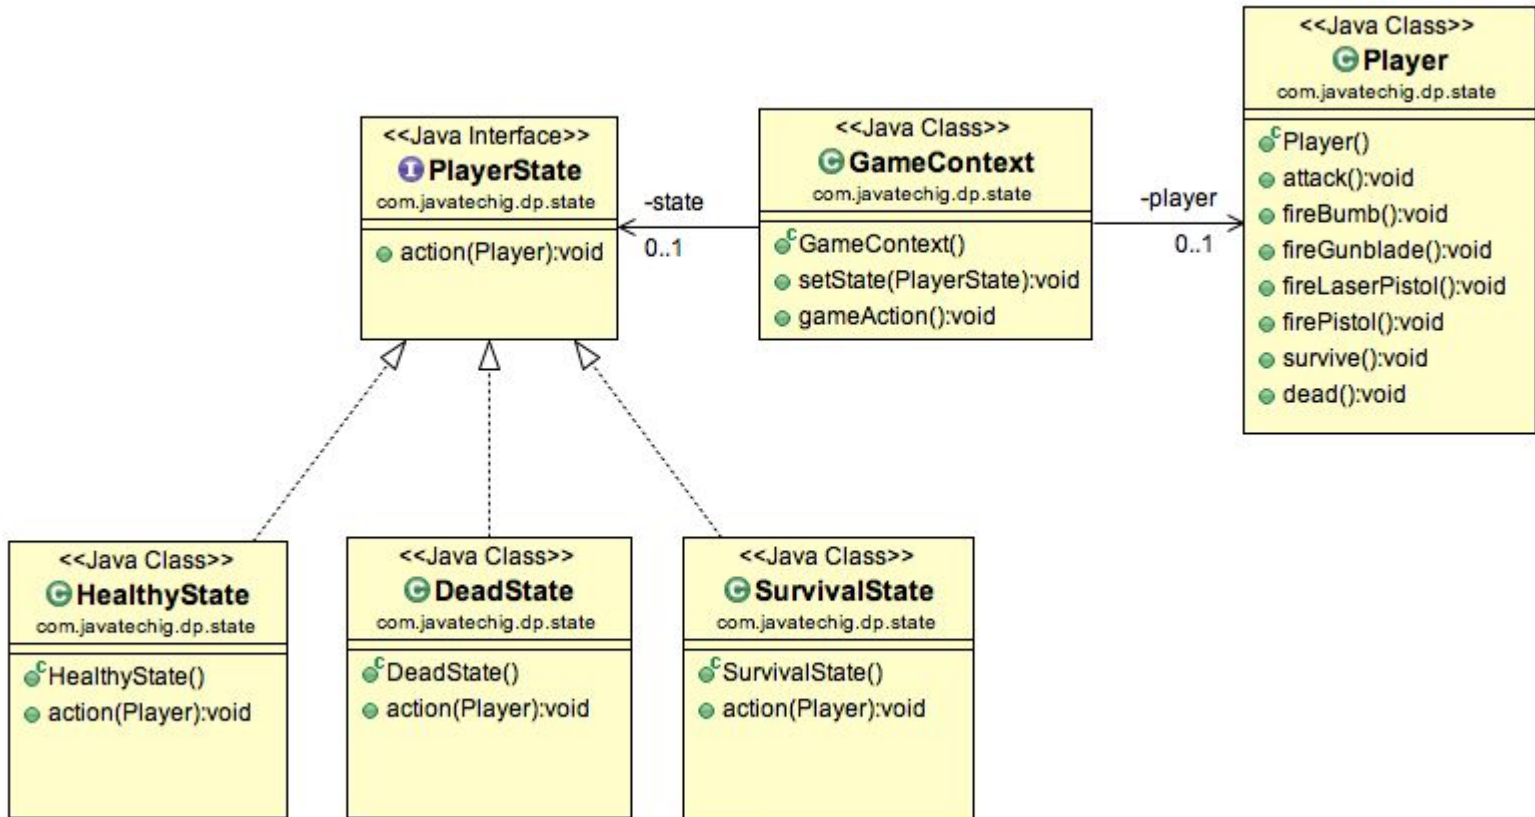 <<Java Class>>
Player
com.javatechig.dp.state
Player()
attack():void
fireBumb():void
fireGunblade():void
fireLaserPistol():void
firePistol():void
survive():void
dead():void
<<Java Interface>>
PlayerState
com.javatechig.dp.state
action(Player):void
-state
0..1
<<Java Class>>
GameContext
com.javatechig.dp.state
GameContext()
setState(PlayerState):void
gameAction():void
-player
0..1
<<Java Class>>
HealthyState
com.javatechig.dp.state
HealthyState()
action(Player):void
<<Java Class>>
DeadState
com.javatechig.dp.state
DeadState()
action(Player):void
<<Java Class>>
SurvivalState
com.javatechig.dp.state
SurvivalState()
action(Player):void